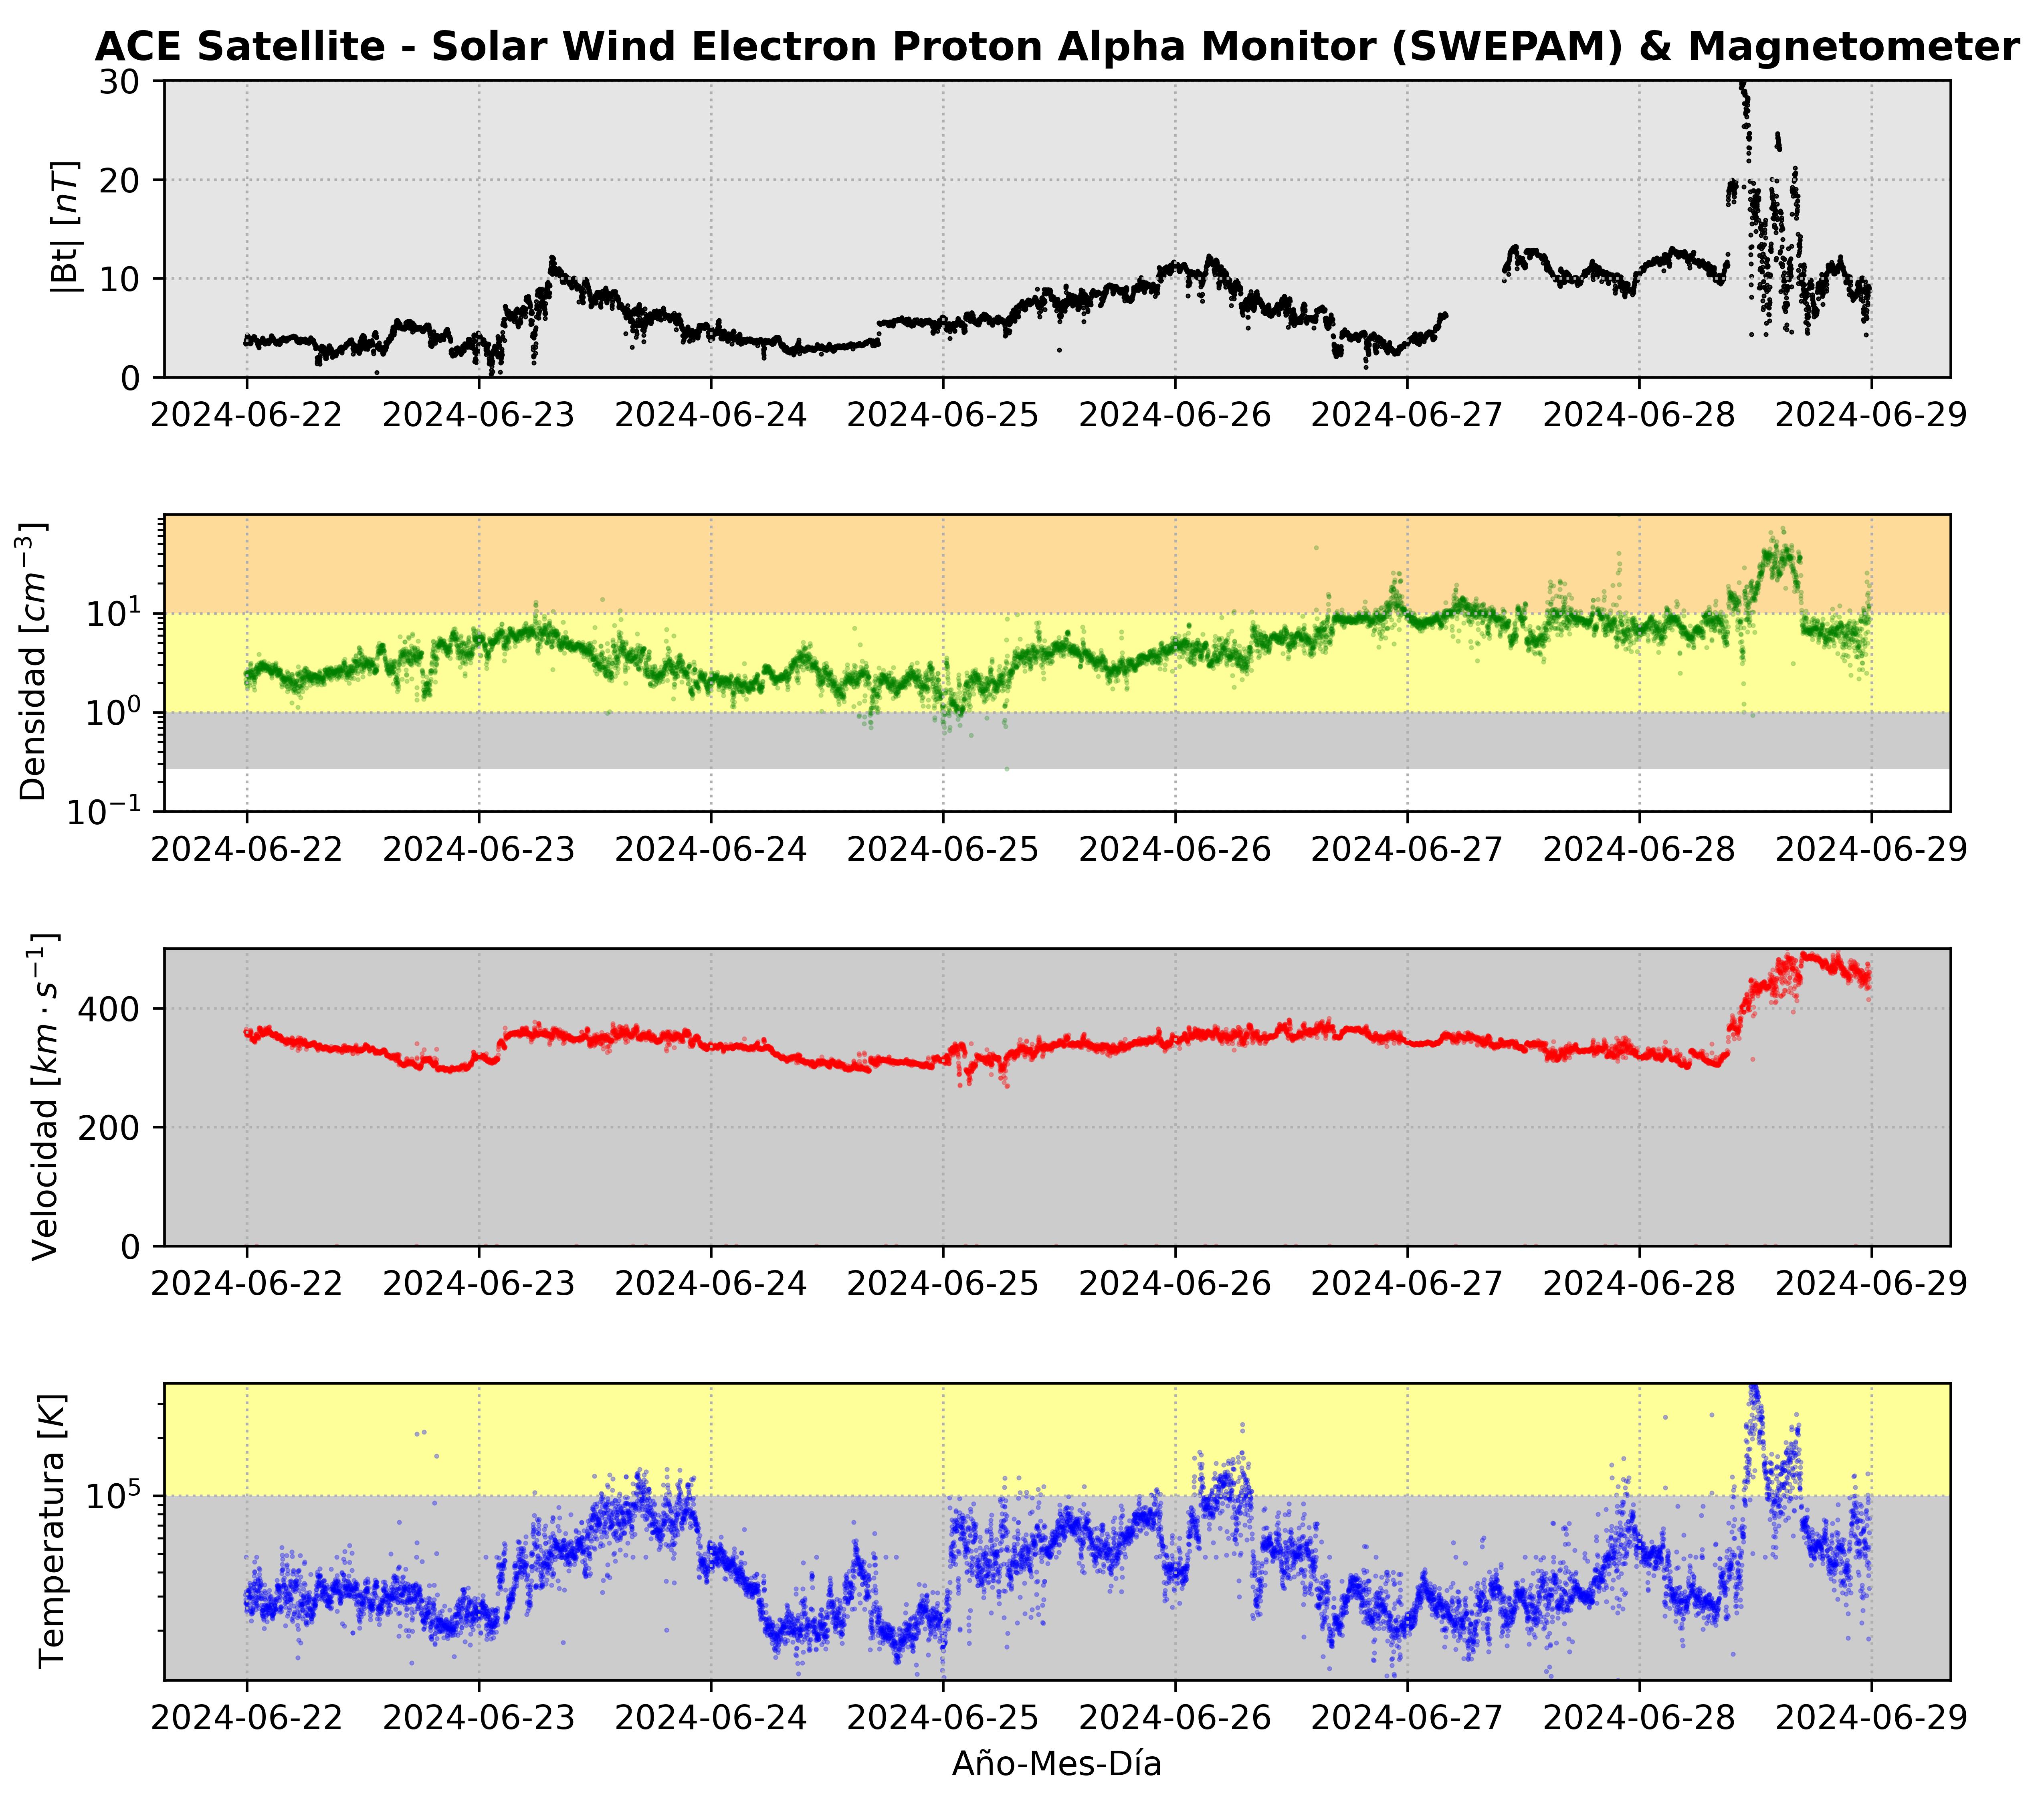 ACE Satellite - Solar Wind Electron Proton Alpha Monitor (SWEPAM) & Magnetometer
|Bt| [nT]
30
20
10
0
2024-06-22 2024-06-23 2024-06-24 2024-06-25 2024-06-26 2024-06-27 2024-06-28 2024-06-29
Densidad [cm⁻³]
10¹
10⁰
10⁻¹
2024-06-22 2024-06-23 2024-06-24 2024-06-25 2024-06-26 2024-06-27 2024-06-28 2024-06-29
Velocidad [km · s⁻¹]
400
200
0
2024-06-22 2024-06-23 2024-06-24 2024-06-25 2024-06-26 2024-06-27 2024-06-28 2024-06-29
Temperatura [K]
10⁵
2024-06-22 2024-06-23 2024-06-24 2024-06-25 2024-06-26 2024-06-27 2024-06-28 2024-06-29
Año-Mes-Día